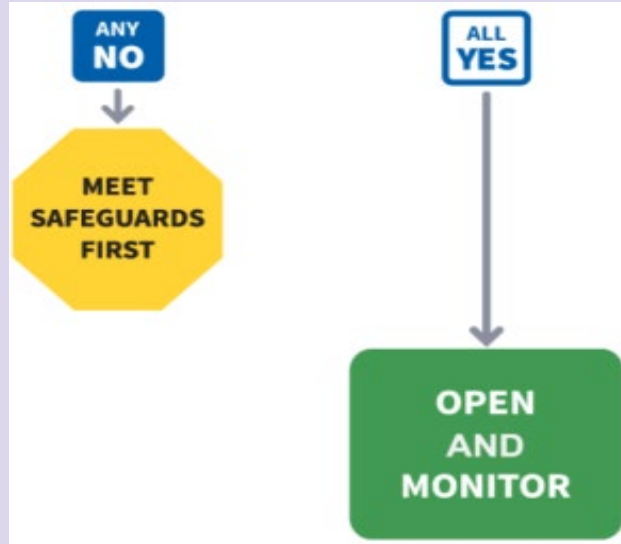 ANY
NO
MEET
SAFEGUARDS
FIRST
ALL
YES
OPEN
AND
MONITOR